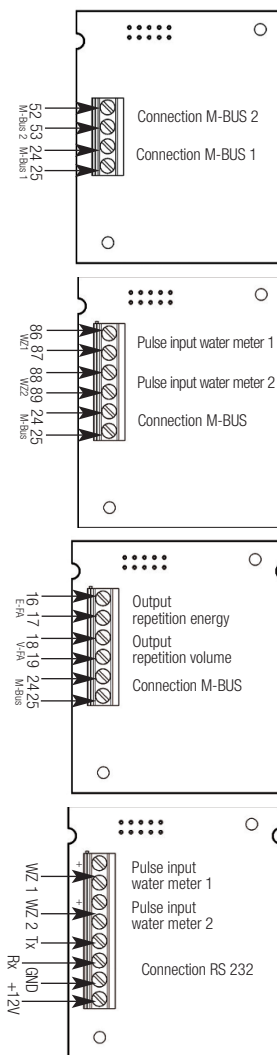 52 53 24 25
M-Bus 2 M-Bus 1
Connection M-BUS 2
Connection M-BUS 1
86 87 88 89 24 25
WZ1 WZ2 M-Bus
Pulse input water meter 1
Pulse input water meter 2
Connection M-BUS
16 17 18 19 24 25
E-FA V-FA M-Bus
Output
repetition energy
Output
repetition volume
Connection M-BUS
+
+
WZ 1 WZ 2 Tx
Rx GND +12V
Pulse input
water meter 1
Pulse input
water meter 2
Connection RS 232